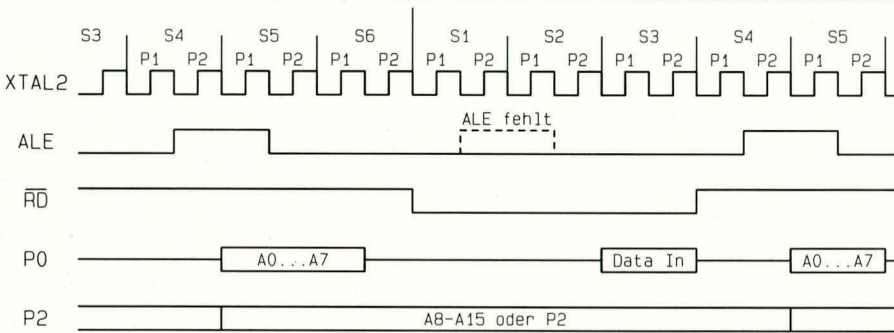 S3 S4 S5 S6 S1 S2 S3 S4 S5
P1 P2 P1 P2 P1 P2 P1 P2 P1 P2 P1 P2 P1 P2 P1 P2
XTAL2
ALE fehlt
ALE
RD
P0 A0...A7 Data In A0...A7
P2 A8-A15 oder P2